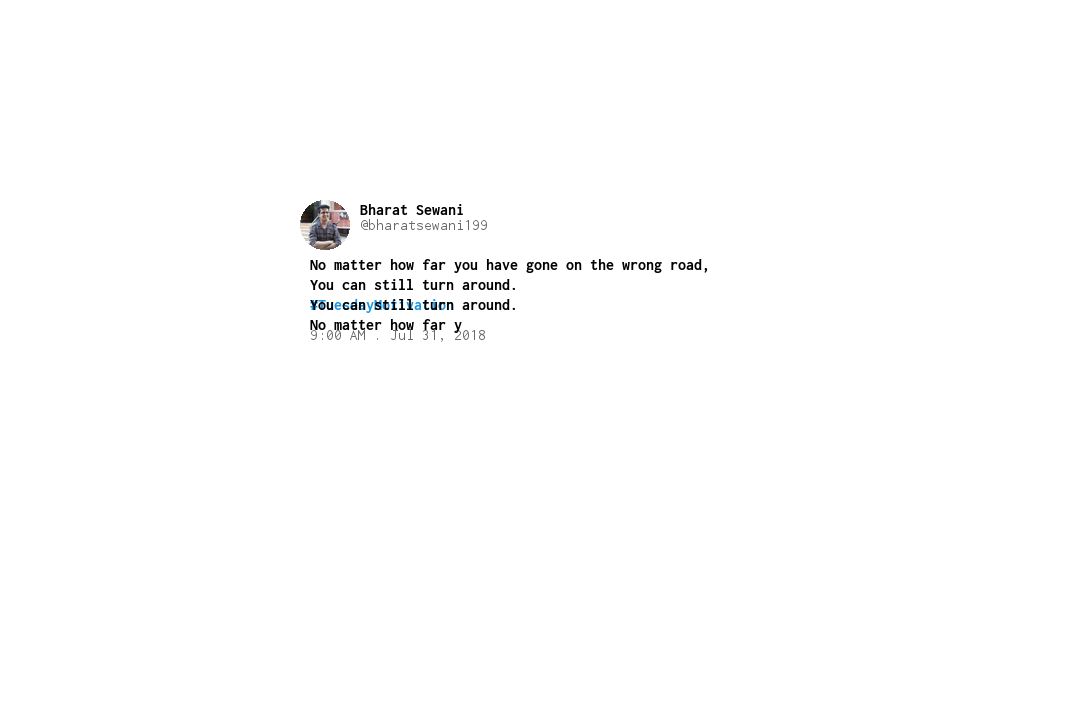 Bharat Sewani
@bharatsewani199
No matter how far you have gone on the wrong road,
You can still turn around.
You can still turn around.
#TuesdayMotivation
No matter how far y
9:00 AM . Jul 31, 2018